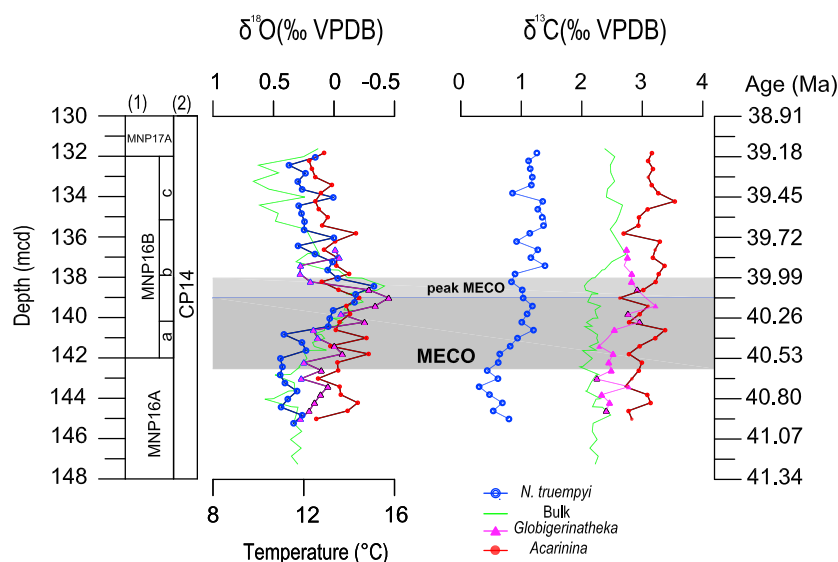 δ¹⁸O(‰ VPDB) δ¹³C(‰ VPDB)
1 0 -0.5
0.5
0 1 2 3 4
Age (Ma)
(1) (2)
Depth (mcd)
130 38.91
MNP17A
132 39.18
c
134 39.45
136 39.72
MNP16B
b
CP14
138 39.99
peak MECO
140 40.26
a
142 MECO 40.53
MNP16A
144 40.80
146 41.07
148 41.34
8 12 16
Temperature (°C)
N. truempyi
Bulk
Globigerinatheka
Acarinina